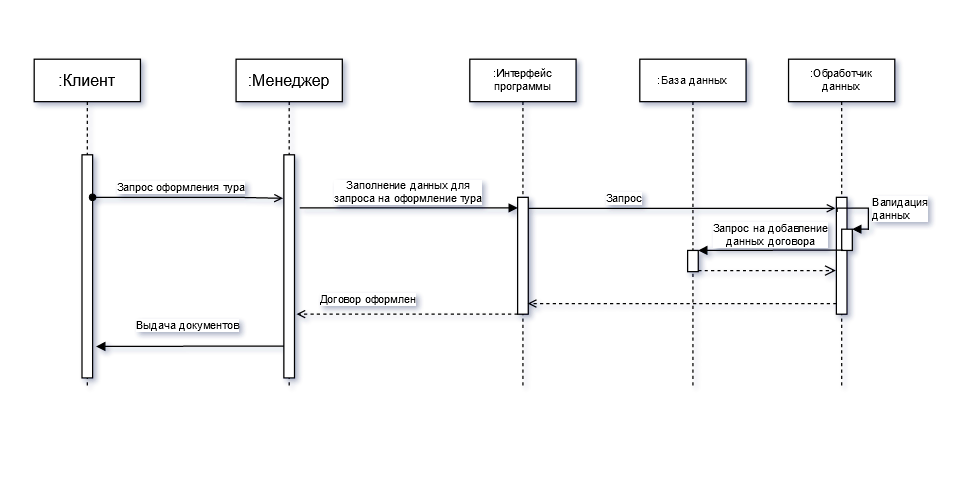 :Клиент
:Менеджер
:Интерфейс
программы
:База данных
:Обработчик
данных
Запрос оформления тура
Заполнение данных для
запроса на оформление тура
Запрос
Валидация
данных
Запрос на добавление
данных договора
Договор оформлен
Выдача документов